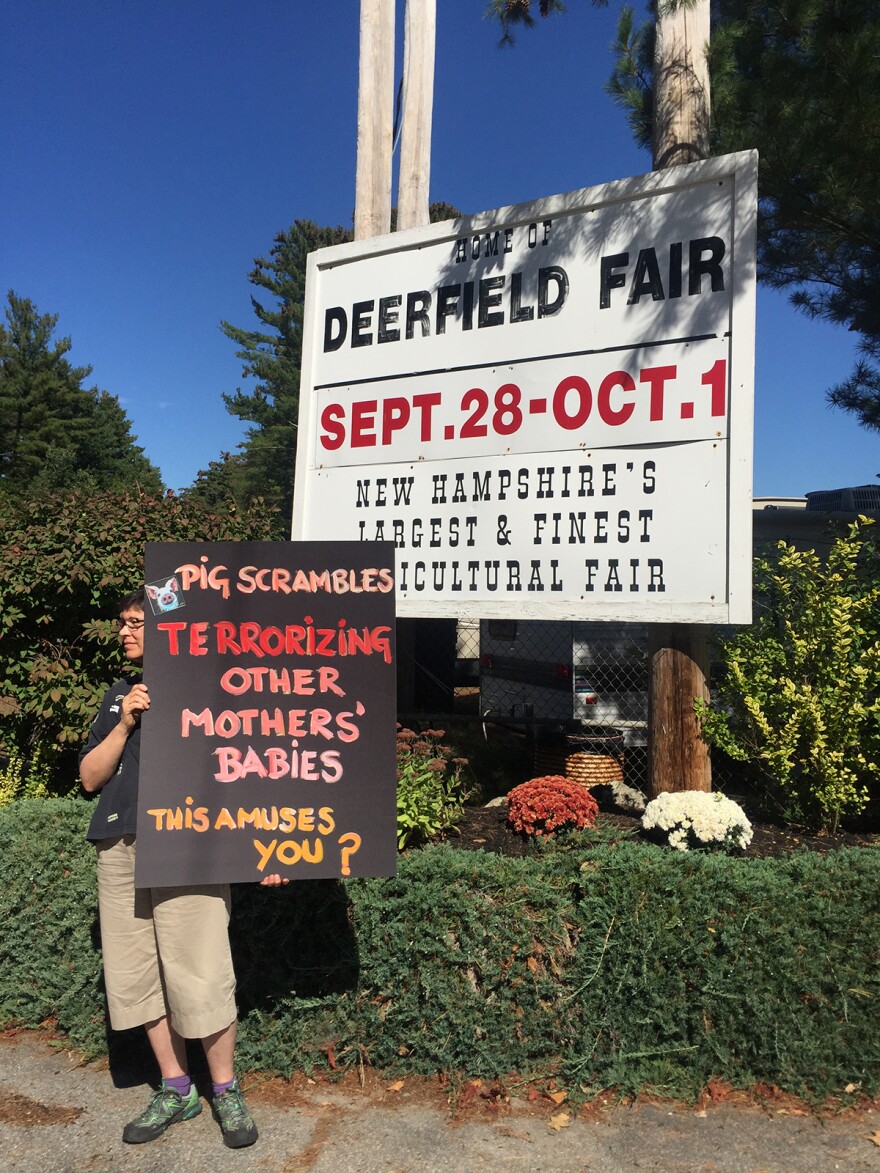 HOME OF
DEERFIELD FAIR
SEPT.28-OCT.1
NEW HAMPSHIRE'S
LARGEST & FINEST
ICULTURAL FAIR
PIG SCRAMBLES
TERRORIZING
OTHER
MOTHERS'
BABIES
THIS AMUSES
YOU ?